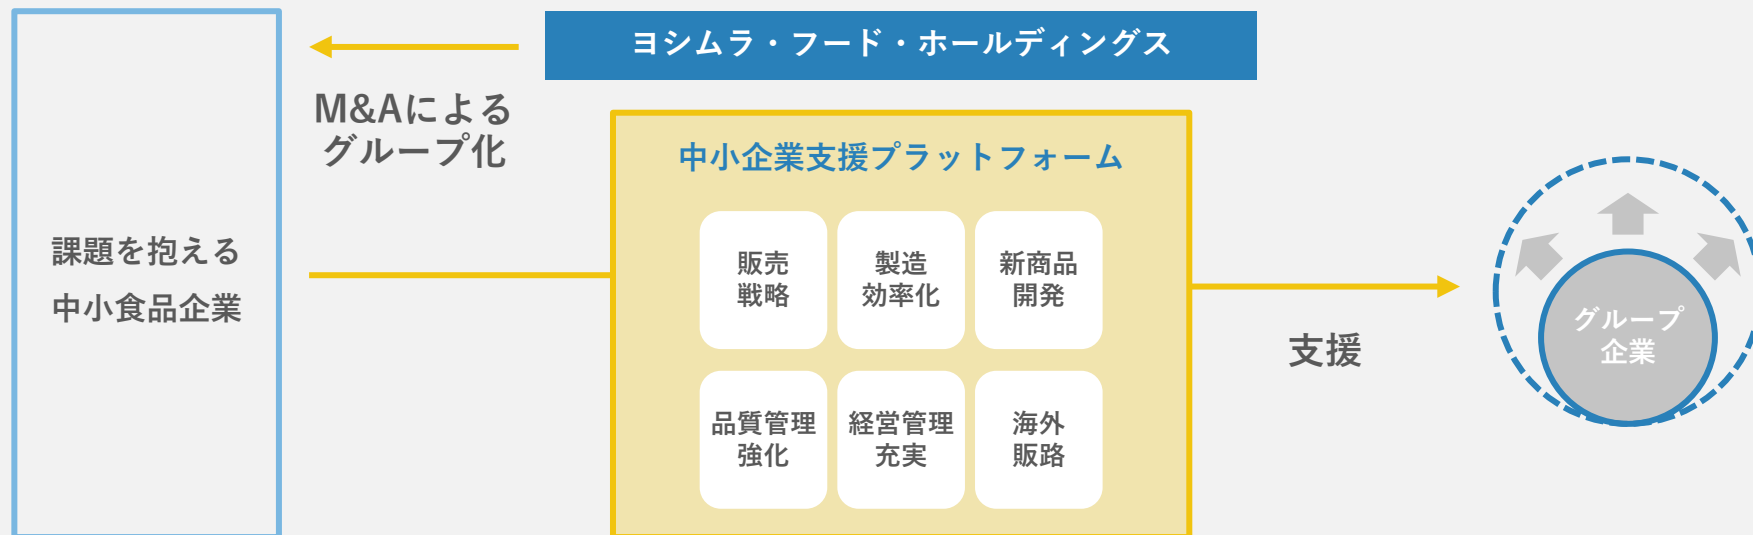 ヨシムラ・フード・ホールディングス
M&Aによる
グループ化
課題を抱える
中小食品企業
中小企業支援プラットフォーム
販売
戦略
製造
効率化
新商品
開発
品質管理
強化
経営管理
充実
海外
販路
支援
グループ
企業